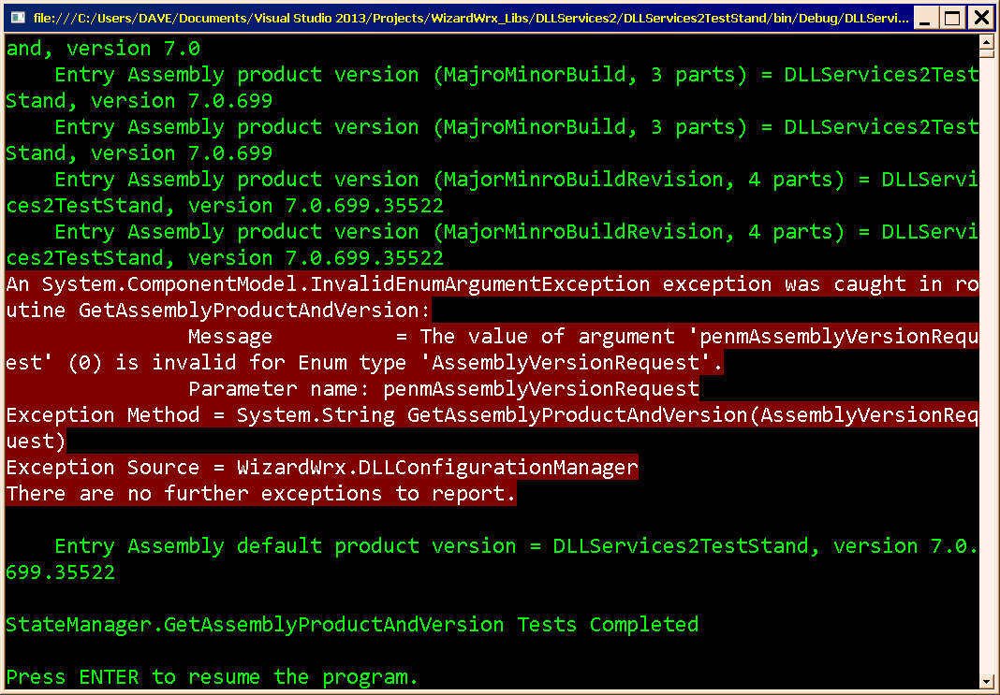 file:///C:/Users/DAVE/Documents/Visual Studio 2013/Projects/WizardWrx_Libs/DLLServices2/DLLServices2TestStand/bin/Debug/DLLServi...
and, version 7.0
Entry Assembly product version (MajroMinorBuild, 3 parts) = DLLServices2Test
Stand, version 7.0.699
Entry Assembly product version (MajroMinorBuild, 3 parts) = DLLServices2Test
Stand, version 7.0.699
Entry Assembly product version (MajorMinroBuildRevision, 4 parts) = DLLServi
ces2TestStand, version 7.0.699.35522
Entry Assembly product version (MajorMinroBuildRevision, 4 parts) = DLLServi
ces2TestStand, version 7.0.699.35522
An System.ComponentModel.InvalidEnumArgumentException exception was caught in ro
utine GetAssemblyProductAndVersion:
Message = The value of argument 'penmAssemblyVersionRequ
est' (0) is invalid for Enum type 'AssemblyVersionRequest'.
Parameter name: penmAssemblyVersionRequest
Exception Method = System.String GetAssemblyProductAndVersion(AssemblyVersionReq
uest)
Exception Source = WizardWrx.DLLConfigurationManager
There are no further exceptions to report.
Entry Assembly default product version = DLLServices2TestStand, version 7.0.
699.35522
StateManager.GetAssemblyProductAndVersion Tests Completed
Press ENTER to resume the program.